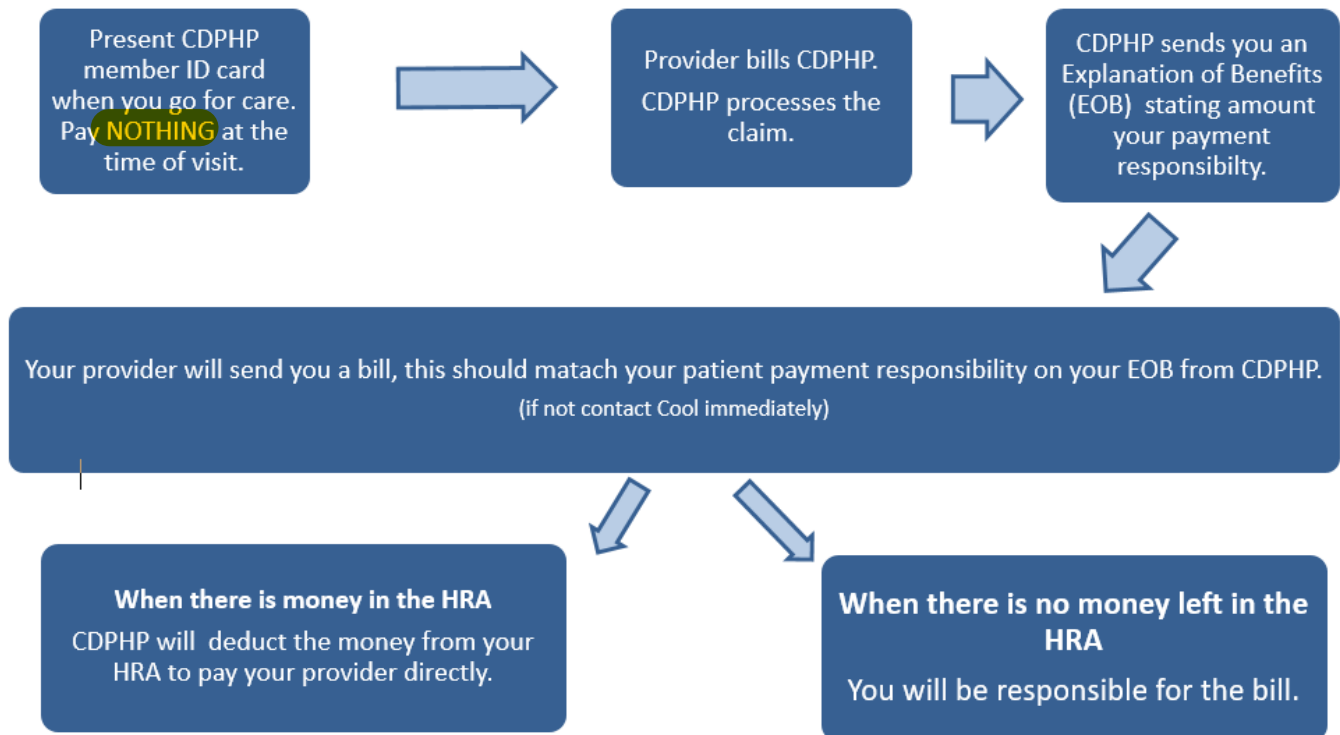 Present CDPHP
member ID card
when you go for care.
Pay NOTHING at the
time of visit.
Provider bills CDPHP.
CDPHP processes the
claim.
CDPHP sends you an
Explanation of Benefits
(EOB) stating amount
your payment
responsibilty.
Your provider will send you a bill, this should matach your patient payment responsibility on your EOB from CDPHP.
(if not contact Cool immediately)
When there is money in the HRA
CDPHP will deduct the money from your
HRA to pay your provider directly.
When there is no money left in the
HRA
You will be responsible for the bill.